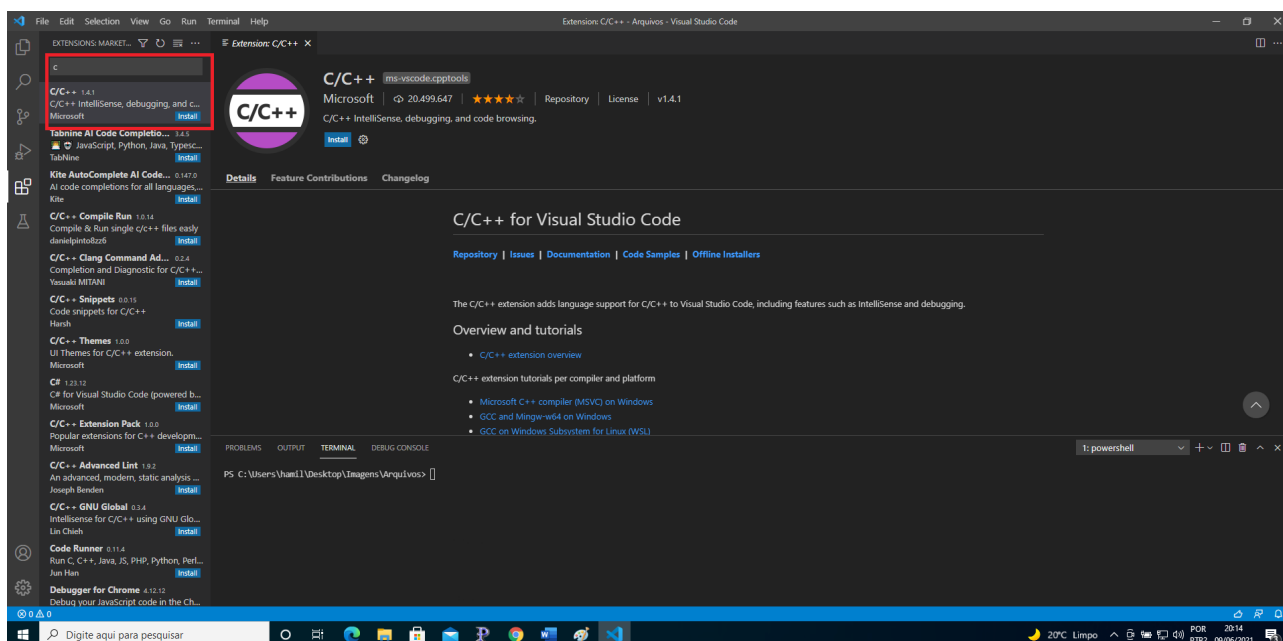 File Edit Selection View Go Run Terminal Help
Extension: C/C++ - Arquivos - Visual Studio Code
EXTENSIONS: MARKET...
Extension: C/C++
c
C/C++ 1.4.1
C/C++ IntelliSense, debugging, and c...
Microsoft Install
Tabnine AI Code Completio... 3.4.5
JavaScript, Python, Java, Typesc...
TabNine Install
Kite AutoComplete AI Code... 0.147.0
AI code completions for all languages,...
Kite Install
C/C++ Compile Run 1.0.14
Compile & Run single c/c++ files easly
danielpinto8zz6 Install
C/C++ Clang Command Ad... 0.2.4
Completion and Diagnostic for C/C++...
Yasuaki MITANI Install
C/C++ Snippets 0.0.15
Code snippets for C/C++
Harsh Install
C/C++ Themes 1.0.0
UI Themes for C/C++ extension.
Microsoft Install
C# 1.23.12
C# for Visual Studio Code (powered b...
Microsoft Install
C/C++ Extension Pack 1.0.0
Popular extensions for C++ developm...
Microsoft Install
C/C++ Advanced Lint 1.9.2
An advanced, modern, static analysis ...
Joseph Benden Install
C/C++ GNU Global 0.3.4
Intellisense for C/C++ using GNU Glo...
Lin Chieh Install
Code Runner 0.11.4
Run C, C++, Java, JS, PHP, Python, Perl...
Jun Han Install
Debugger for Chrome 4.12.12
Debug your JavaScript code in the Ch...
C/C++
C/C++ ms-vscode.cpptools
Microsoft 20.499.647 Repository License v1.4.1
C/C++ IntelliSense, debugging, and code browsing.
Install
Details Feature Contributions Changelog
C/C++ for Visual Studio Code
Repository | Issues | Documentation | Code Samples | Offline Installers
The C/C++ extension adds language support for C/C++ to Visual Studio Code, including features such as IntelliSense and debugging.
Overview and tutorials
C/C++ extension overview
C/C++ extension tutorials per compiler and platform
Microsoft C++ compiler (MSVC) on Windows
GCC and Mingw-w64 on Windows
GCC on Windows Subsystem for Linux (WSL)
PROBLEMS OUTPUT TERMINAL DEBUG CONSOLE
1: powershell
PS C:\Users\hamil\Desktop\Imagens\Arquivos>
0 0
Digite aqui para pesquisar
20°C Limpo
POR 20:14
PTB2 09/06/2021